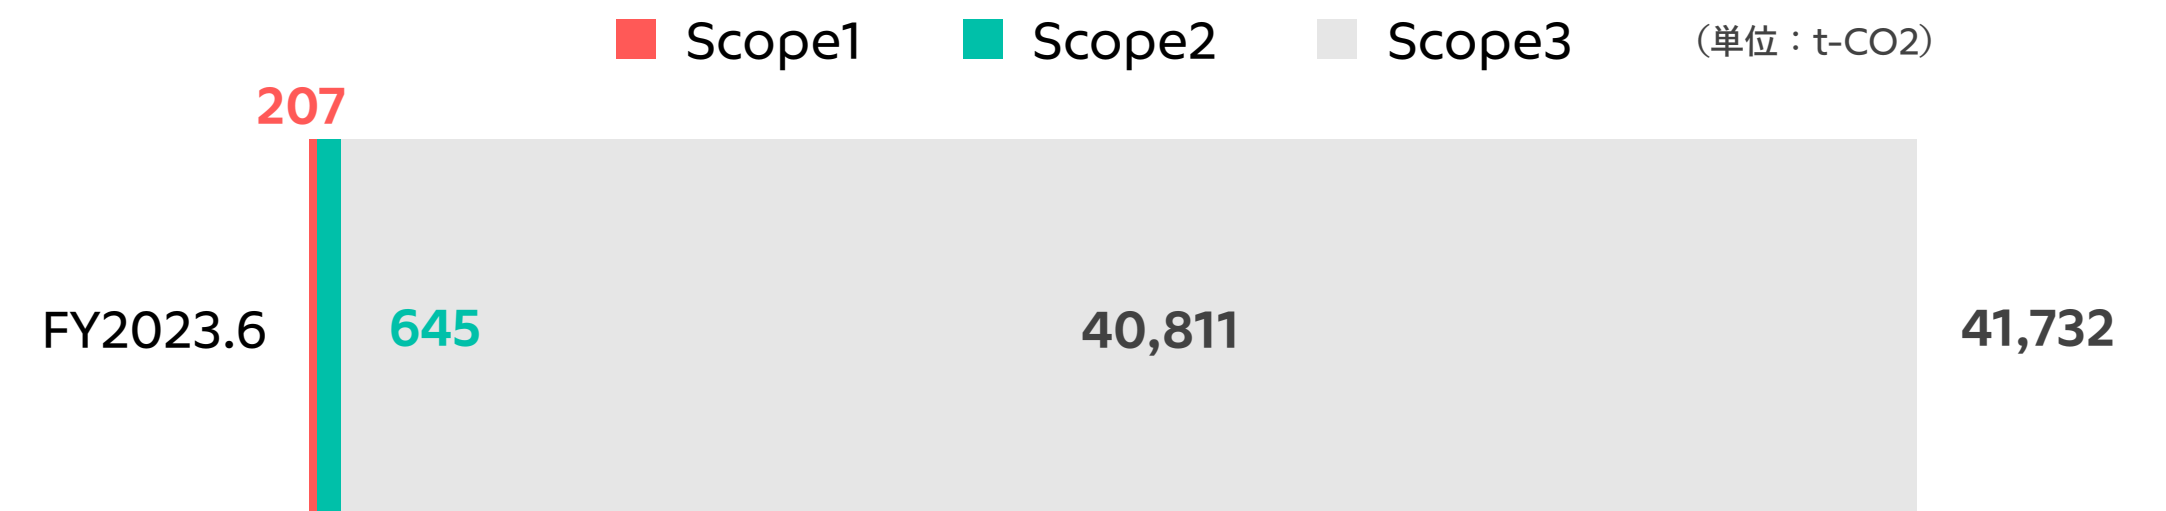 Scope1 Scope2 Scope3 （単位：t-CO2）
207
FY2023.6 645 40,811 41,732